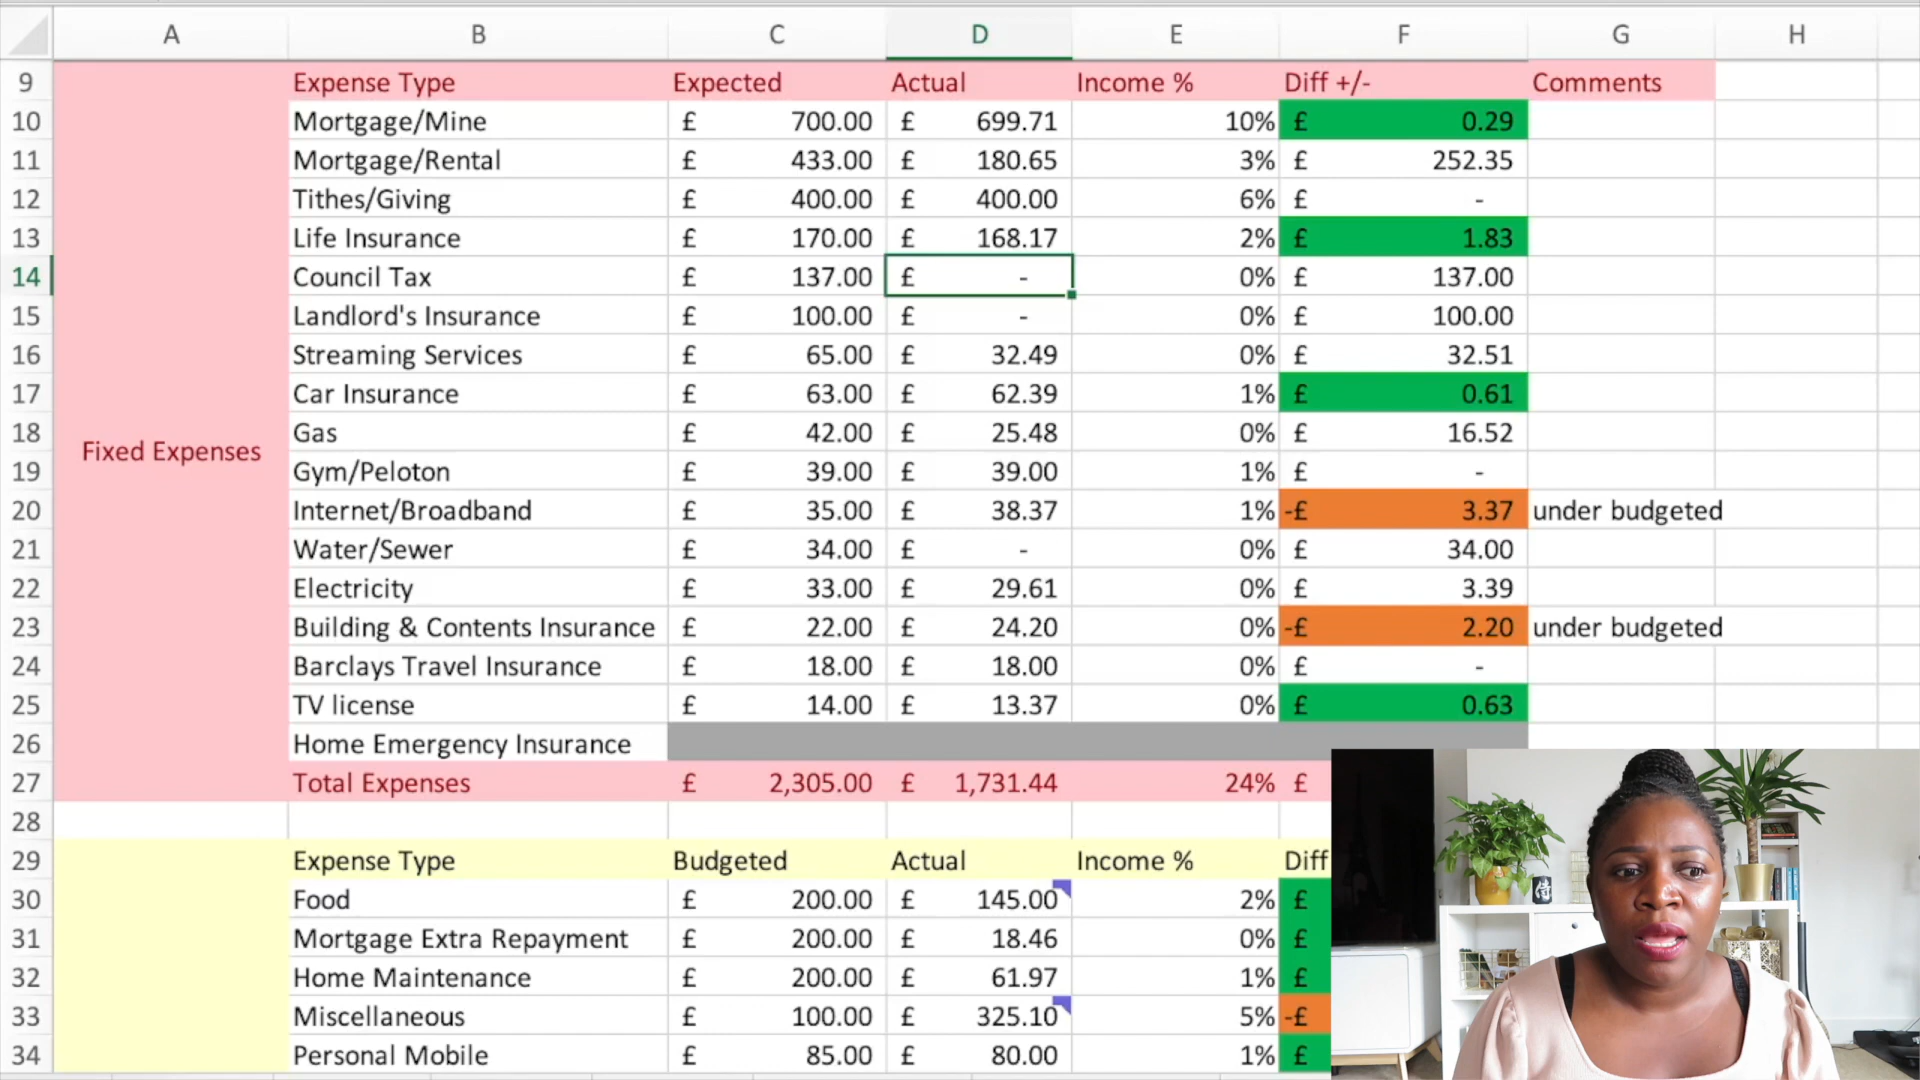 A B C D E F G H
9 Expense Type Expected Actual Income % Diff +/- Comments
10 Mortgage/Mine £ 700.00 £ 699.71 10% £ 0.29
11 Mortgage/Rental £ 433.00 £ 180.65 3% £ 252.35
12 Tithes/Giving £ 400.00 £ 400.00 6% £ -
13 Life Insurance £ 170.00 £ 168.17 2% £ 1.83
14 Council Tax £ 137.00 £ - 0% £ 137.00
15 Landlord's Insurance £ 100.00 £ - 0% £ 100.00
16 Streaming Services £ 65.00 £ 32.49 0% £ 32.51
17 Car Insurance £ 63.00 £ 62.39 1% £ 0.61
18 Gas £ 42.00 £ 25.48 0% £ 16.52
Fixed Expenses
19 Gym/Peloton £ 39.00 £ 39.00 1% £ -
20 Internet/Broadband £ 35.00 £ 38.37 1% -£ 3.37 under budgeted
21 Water/Sewer £ 34.00 £ - 0% £ 34.00
22 Electricity £ 33.00 £ 29.61 0% £ 3.39
23 Building & Contents Insurance £ 22.00 £ 24.20 0% -£ 2.20 under budgeted
24 Barclays Travel Insurance £ 18.00 £ 18.00 0% £ -
25 TV license £ 14.00 £ 13.37 0% £ 0.63
26 Home Emergency Insurance
27 Total Expenses £ 2,305.00 £ 1,731.44 24% £
28
29 Expense Type Budgeted Actual Income % Diff
30 Food £ 200.00 £ 145.00 2% £
31 Mortgage Extra Repayment £ 200.00 £ 18.46 0% £
32 Home Maintenance £ 200.00 £ 61.97 1% £
33 Miscellaneous £ 100.00 £ 325.10 5% -£
34 Personal Mobile £ 85.00 £ 80.00 1% £